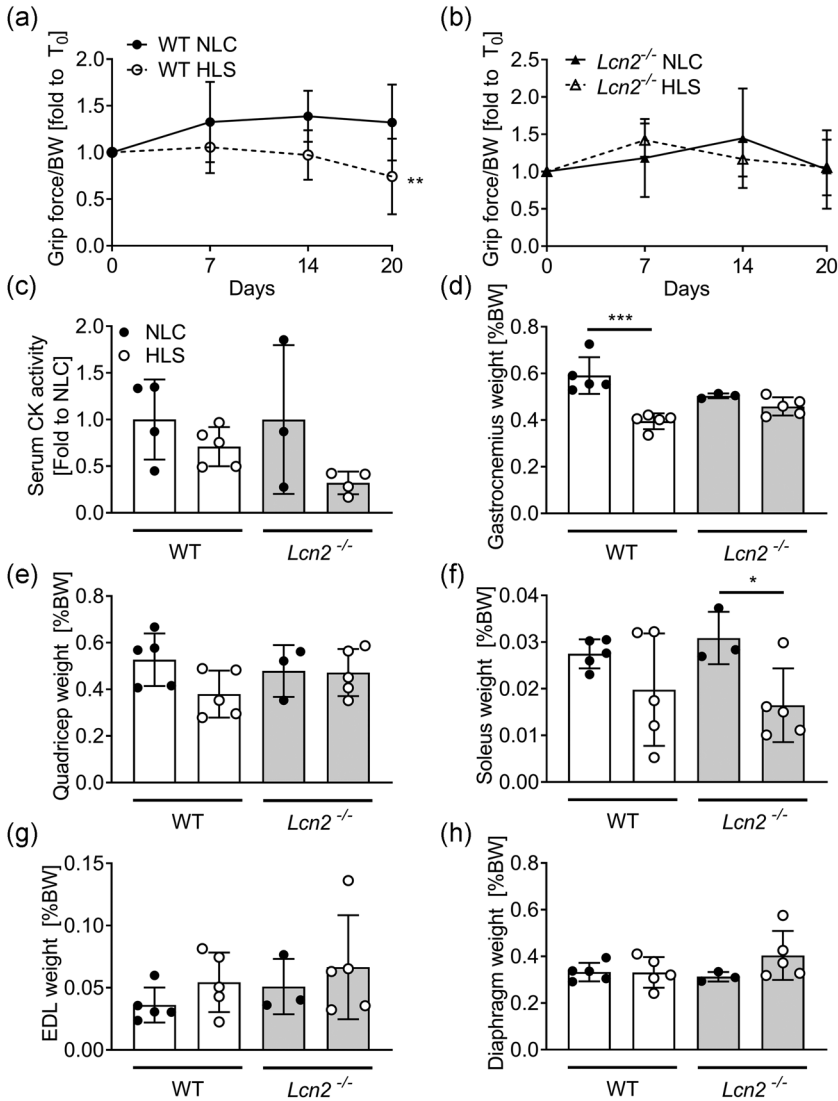 (a)
Grip force/BW [fold to T0]
WT NLC
WT HLS
2.0
1.5
1.0
0.5
0.0
**
0 7 14 20
Days
(b)
Grip force/BW [fold to T0]
Lcn2-/- NLC
Lcn2-/- HLS
2.5
2.0
1.5
1.0
0.5
0.0
0 7 14 20
Days
(c)
Serum CK activity
[Fold to NLC]
NLC
HLS
2.0
1.5
1.0
0.5
0.0
WT Lcn2 -/-
(d)
Gastrocnemius weight [%BW]
***
0.8
0.6
0.4
0.2
0.0
WT Lcn2 -/-
(e)
Quadricep weight [%BW]
0.8
0.6
0.4
0.2
0.0
WT Lcn2 -/-
(f)
Soleus weight [%BW]
*
0.04
0.03
0.02
0.01
0.00
WT Lcn2 -/-
(g)
EDL weight [%BW]
0.15
0.10
0.05
0.00
WT Lcn2 -/-
(h)
Diaphragm weight [%BW]
0.8
0.6
0.4
0.2
0.0
WT Lcn2 -/-